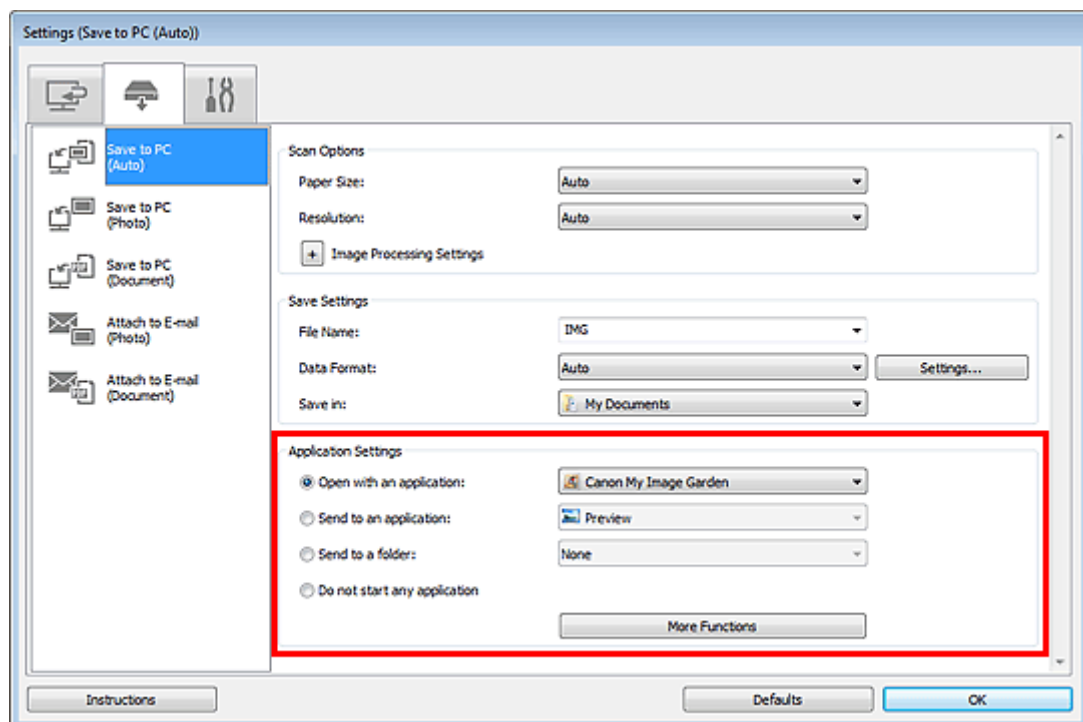 Settings (Save to PC (Auto))
Save to PC
(Auto)
Save to PC
(Photo)
Save to PC
(Document)
Attach to E-mail
(Photo)
Attach to E-mail
(Document)
Scan Options
Paper Size: Auto
Resolution: Auto
+ Image Processing Settings
Save Settings
File Name: IMG
Data Format: Auto Settings...
Save in: My Documents
Application Settings
Open with an application: Canon My Image Garden
Send to an application: Preview
Send to a folder: None
Do not start any application
More Functions
Instructions Defaults OK